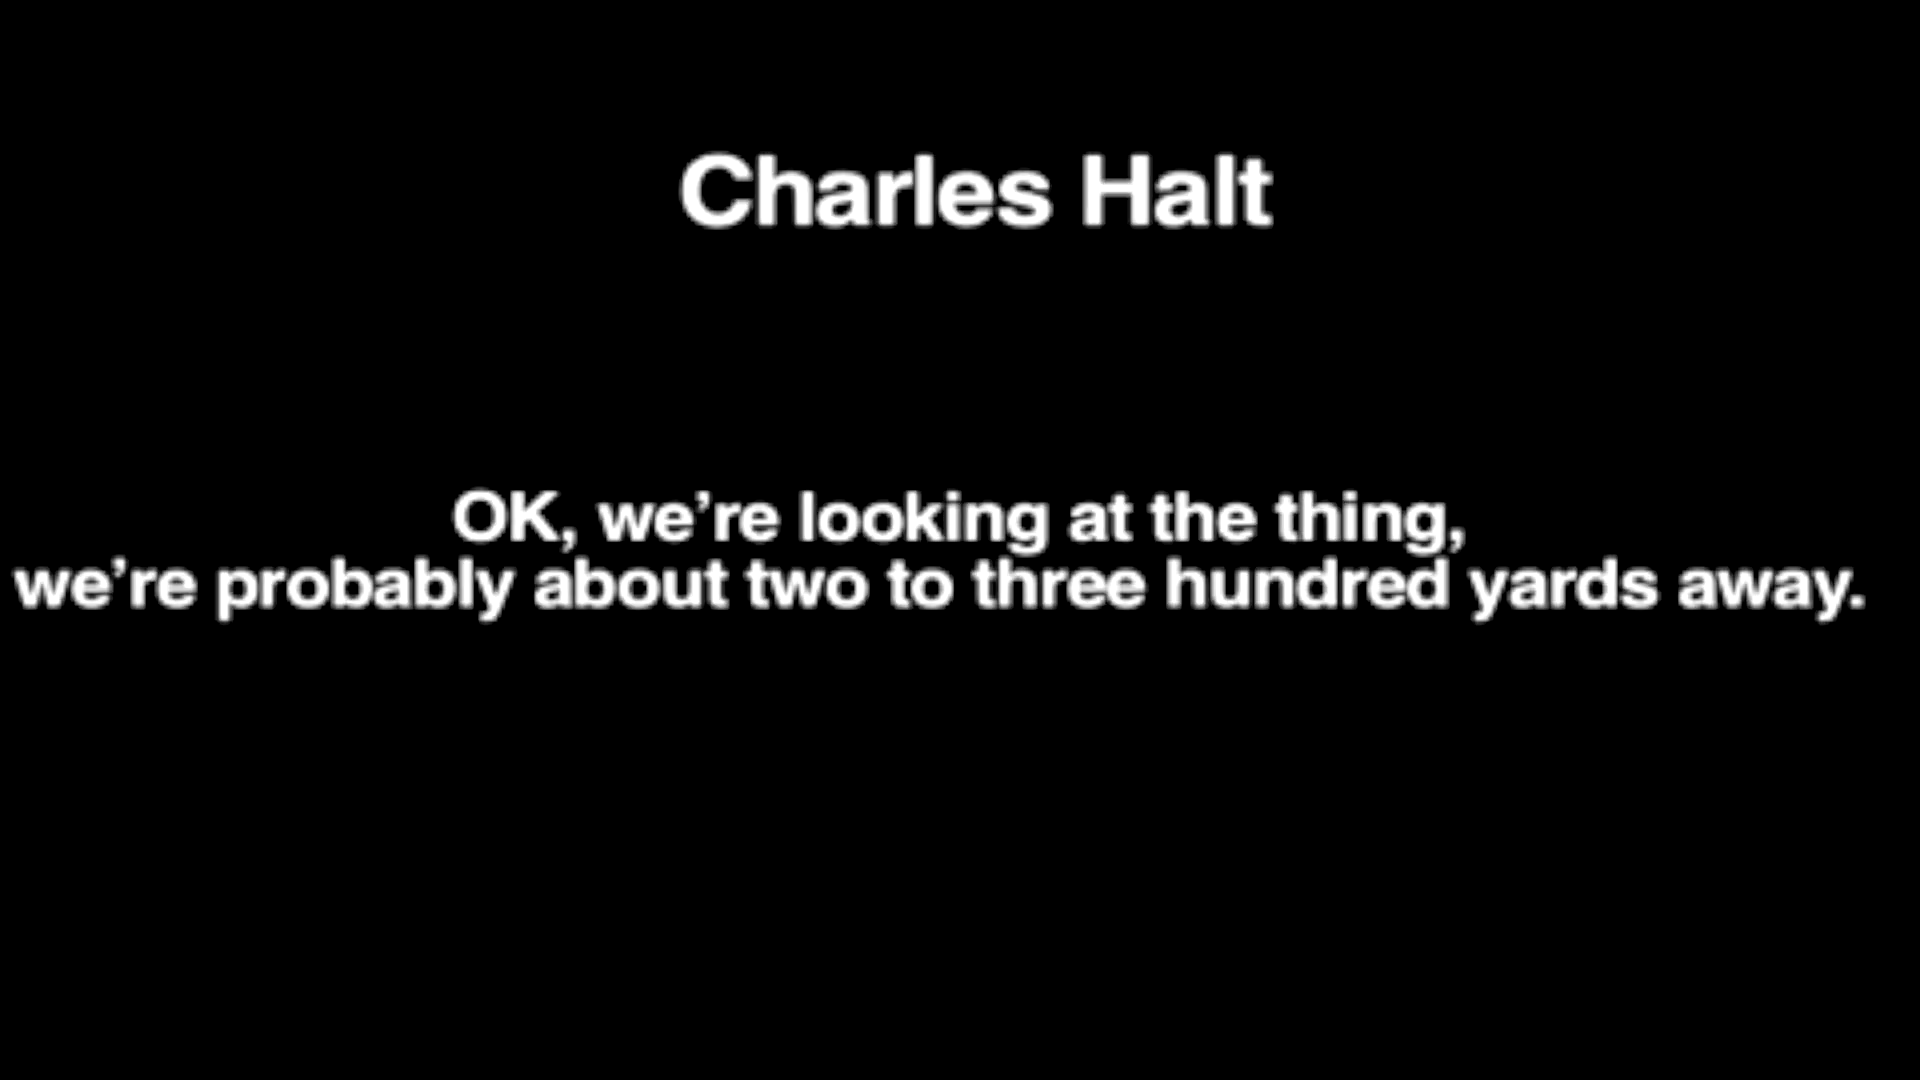 Charles Halt
OK, we’re looking at the thing,
we’re probably about two to three hundred yards away.